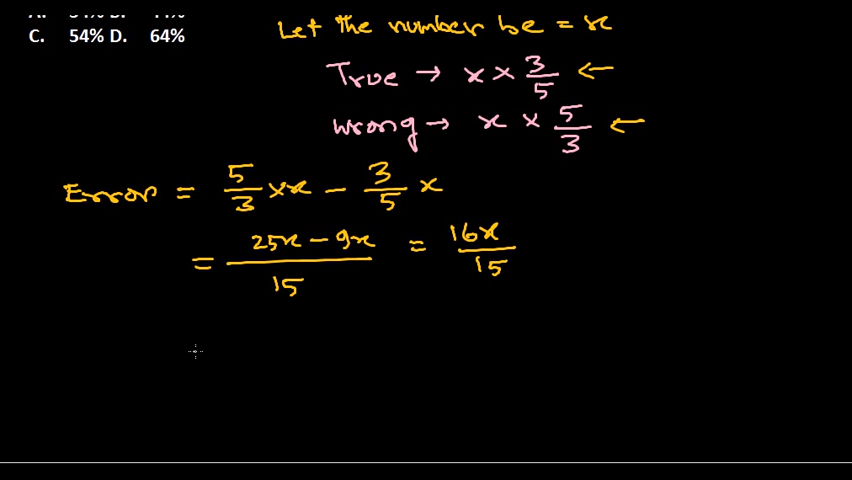 C. 54% D. 64%
Let the number be = x
True → x × 3/5 ←
wrong → x × 5/3 ←
Error = 5/3 × x − 3/5 x
= 25x − 9x / 15 = 16x / 15